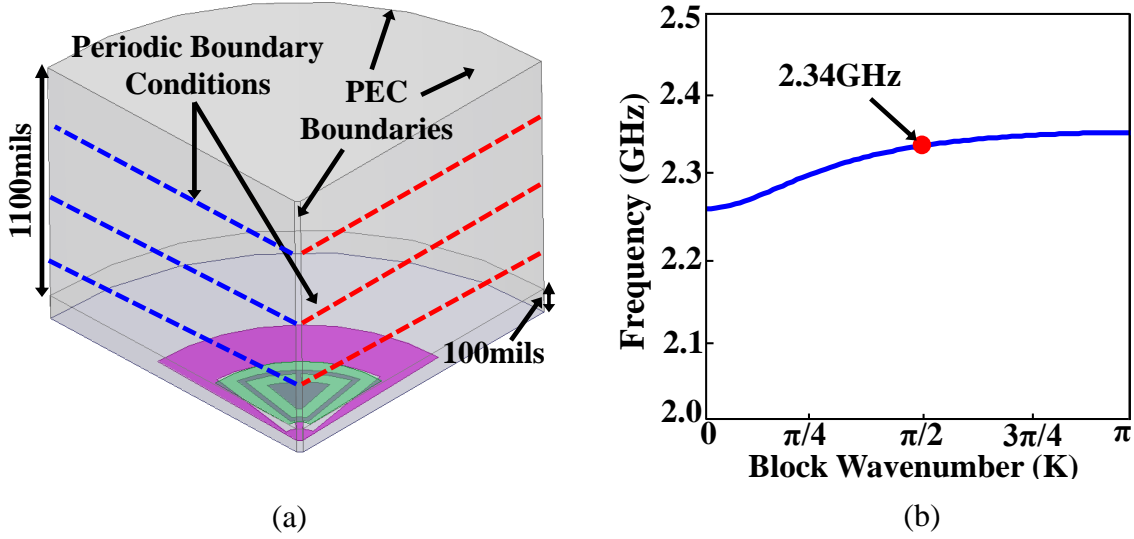 Periodic Boundary
Conditions
PEC
Boundaries
1100mils
100mils
(a)
2.5
2.4
2.3
2.2
2.1
2.0
Frequency (GHz)
2.34GHz
0
π/4
π/2
3π/4
π
Block Wavenumber (K)
(b)